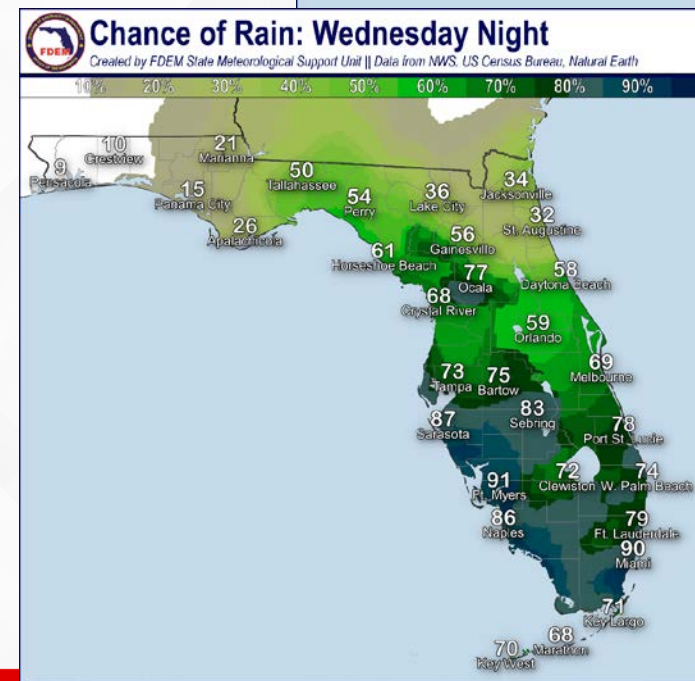 FDEM
Chance of Rain: Wednesday Night
Created by FDEM State Meteorological Support Unit || Data from NWS, US Census Bureau, Natural Earth
10% 20% 30% 40% 50% 60% 70% 80% 90%
10
Crestview
21
Marianna
9
Pensacola
50
Tallahassee
15
Panama City
54
Perry
36
Lake City
34
Jacksonville
26
Apalachicola
32
St. Augustine
56
Gainesville
61
Horseshoe Beach
77
Ocala
58
Daytona Beach
68
Crystal River
59
Orlando
73
Tampa
75
Bartow
69
Melbourne
87
Sarasota
83
Sebring
78
Port St. Lucie
91
Ft. Myers
72
Clewiston
74
W. Palm Beach
86
Naples
79
Ft. Lauderdale
90
Miami
71
Key Largo
68
Marathon
70
Key West